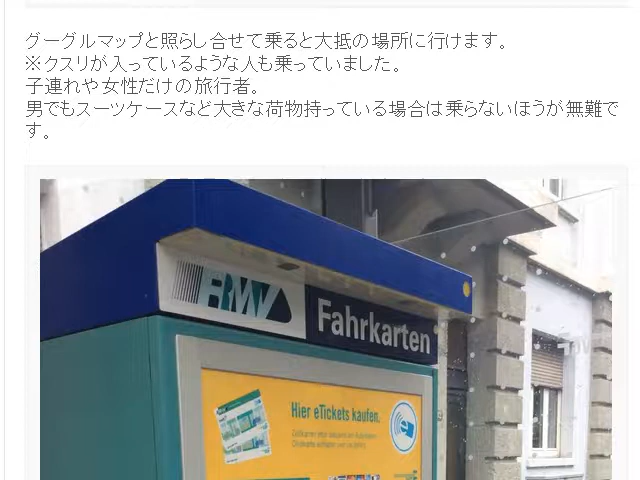 グーグルマップと照らし合せて乗ると大抵の場所に行けます。
※クスリが入っているような人も乗っていました。
子連れや女性だけの旅行者。
男でもスーツケースなど大きな荷物持っている場合は乗らないほうが無難で
す。
RMV
Fahrkarten
Hier eTickets kaufen.